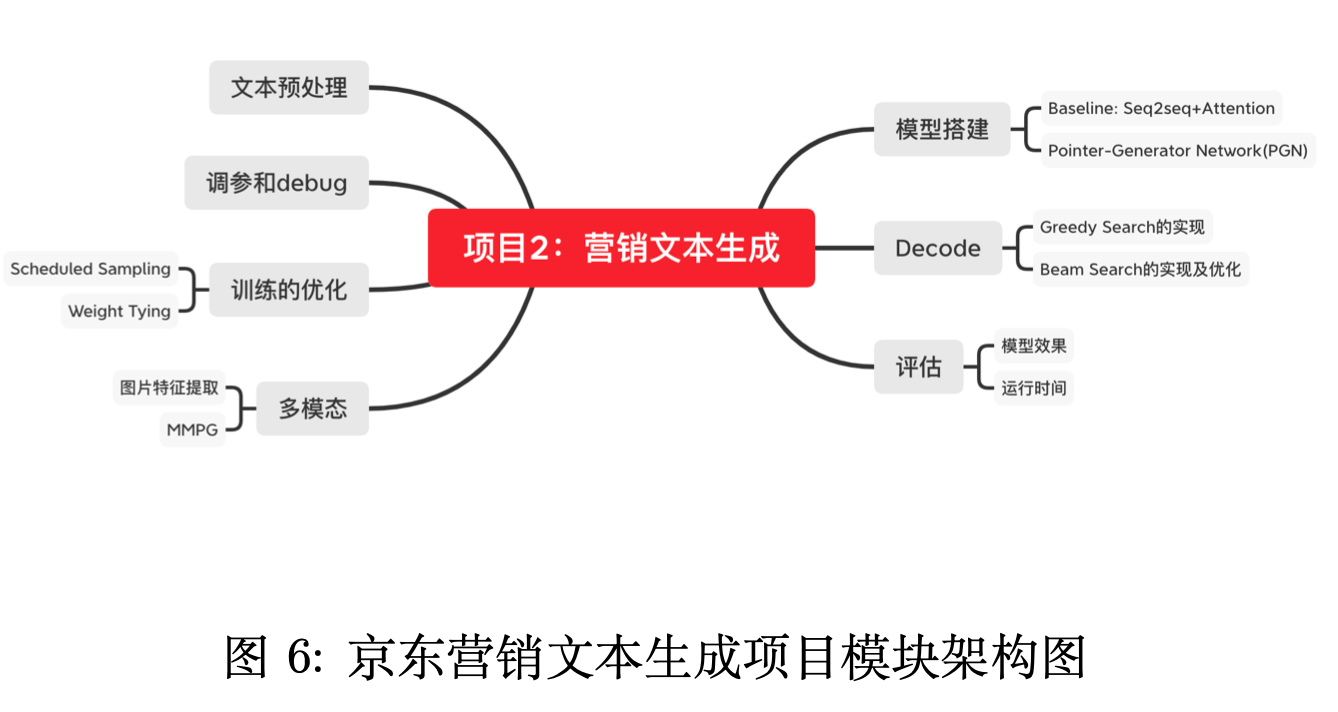 项目2：营销文本生成
模型搭建
Baseline: Seq2seq+Attention
Pointer-Generator Network(PGN)
Decode
Greedy Search的实现
Beam Search的实现及优化
评估
模型效果
运行时间
文本预处理
调参和debug
训练的优化
Scheduled Sampling
Weight Tying
多模态
图片特征提取
MMPG
图 6: 京东营销文本生成项目模块架构图